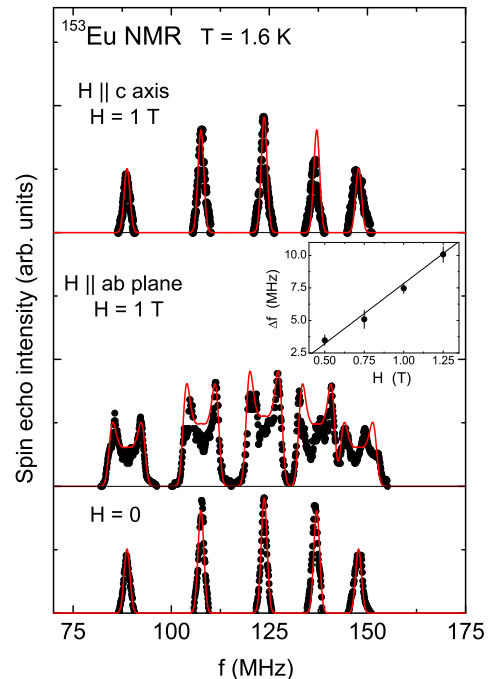 ¹⁵³Eu NMR T = 1.6 K
H || c axis
H = 1 T
Spin echo intensity (arb. units)
H || ab plane
H = 1 T
Δf (MHz)
10.0
7.5
5.0
2.5
0.50 0.75 1.00 1.25
H (T)
H = 0
75 100 125 150 175
f (MHz)